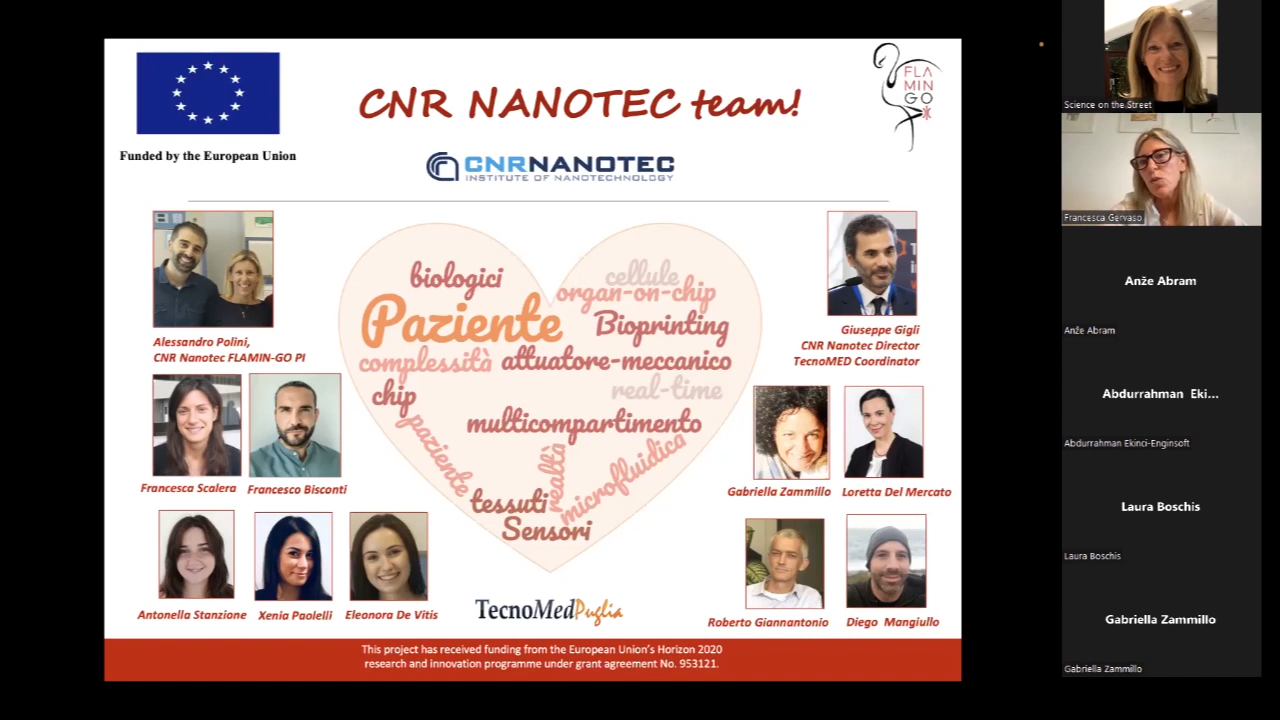 CNR NANOTEC team!
FLA
MIN
GO
Funded by the European Union
CNRNANOTEC
INSTITUTE OF NANOTECHNOLOGY
biologici
cellule
organ-on-chip
Paziente
Bioprinting
complessità
attuatore-meccanico
chip
real-time
paziente
multicompartimento
realtà
microfluidica
tessuti
Sensori
Alessandro Polini,
CNR Nanotec FLAMIN-GO PI
Giuseppe Gigli
CNR Nanotec Director
TecnoMED Coordinator
Francesca Scalera
Francesco Bisconti
Gabriella Zammillo
Loretta Del Mercato
Antonella Stanzione
Xenia Paolelli
Eleonora De Vitis
TecnoMedPuglia
Roberto Giannantonio
Diego Mangiullo
This project has received funding from the European Union's Horizon 2020
research and innovation programme under grant agreement No. 953121.
Science on the Street
Francesca Gervaso
Anže Abram
Anže Abram
Abdurrahman Eki...
Abdurrahman Ekinci-Enginsoft
Laura Boschis
Laura Boschis
Gabriella Zammillo
Gabriella Zammillo